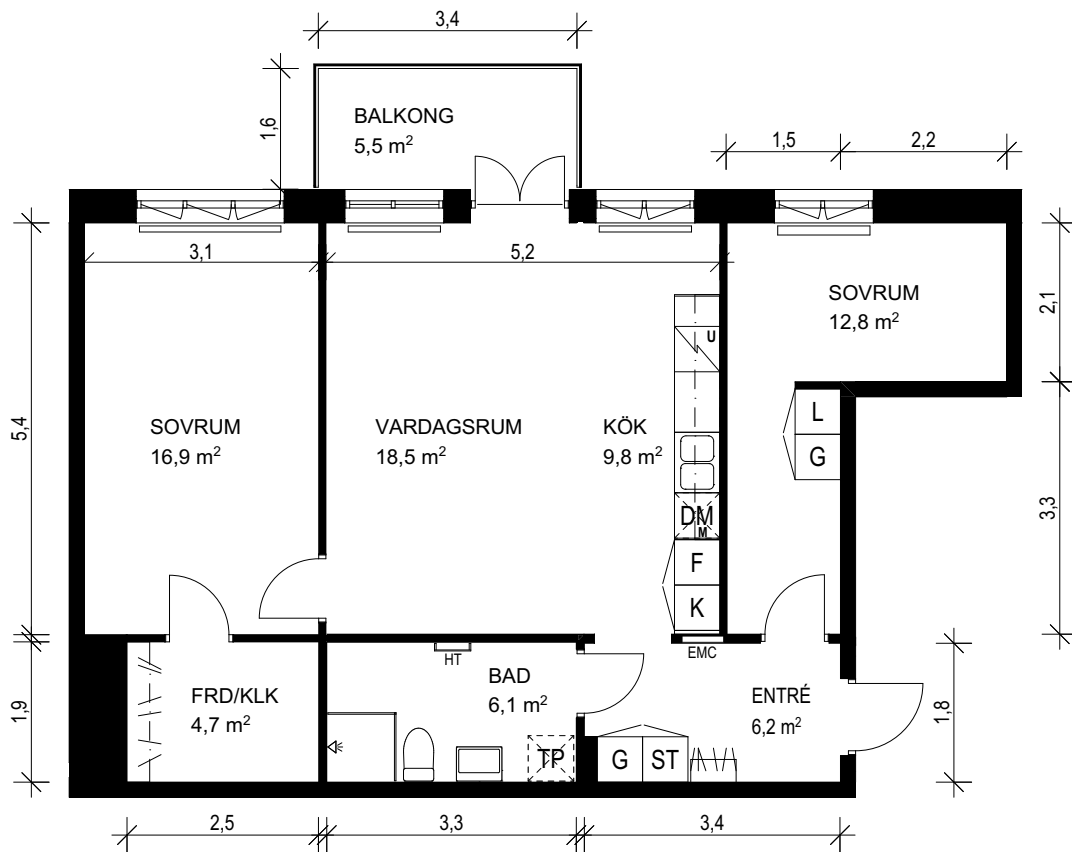 3,4
1,6
BALKONG
5,5 m²
1,5
2,2
3,1
5,2
SOVRUM
12,8 m²
2,1
U
5,4
SOVRUM
16,9 m²
VARDAGSRUM
18,5 m²
KÖK
9,8 m²
L
G
3,3
DM
M
F
K
HT
EMC
1,9
FRD/KLK
4,7 m²
BAD
6,1 m²
ENTRÉ
6,2 m²
1,8
TP
G
ST
2,5
3,3
3,4